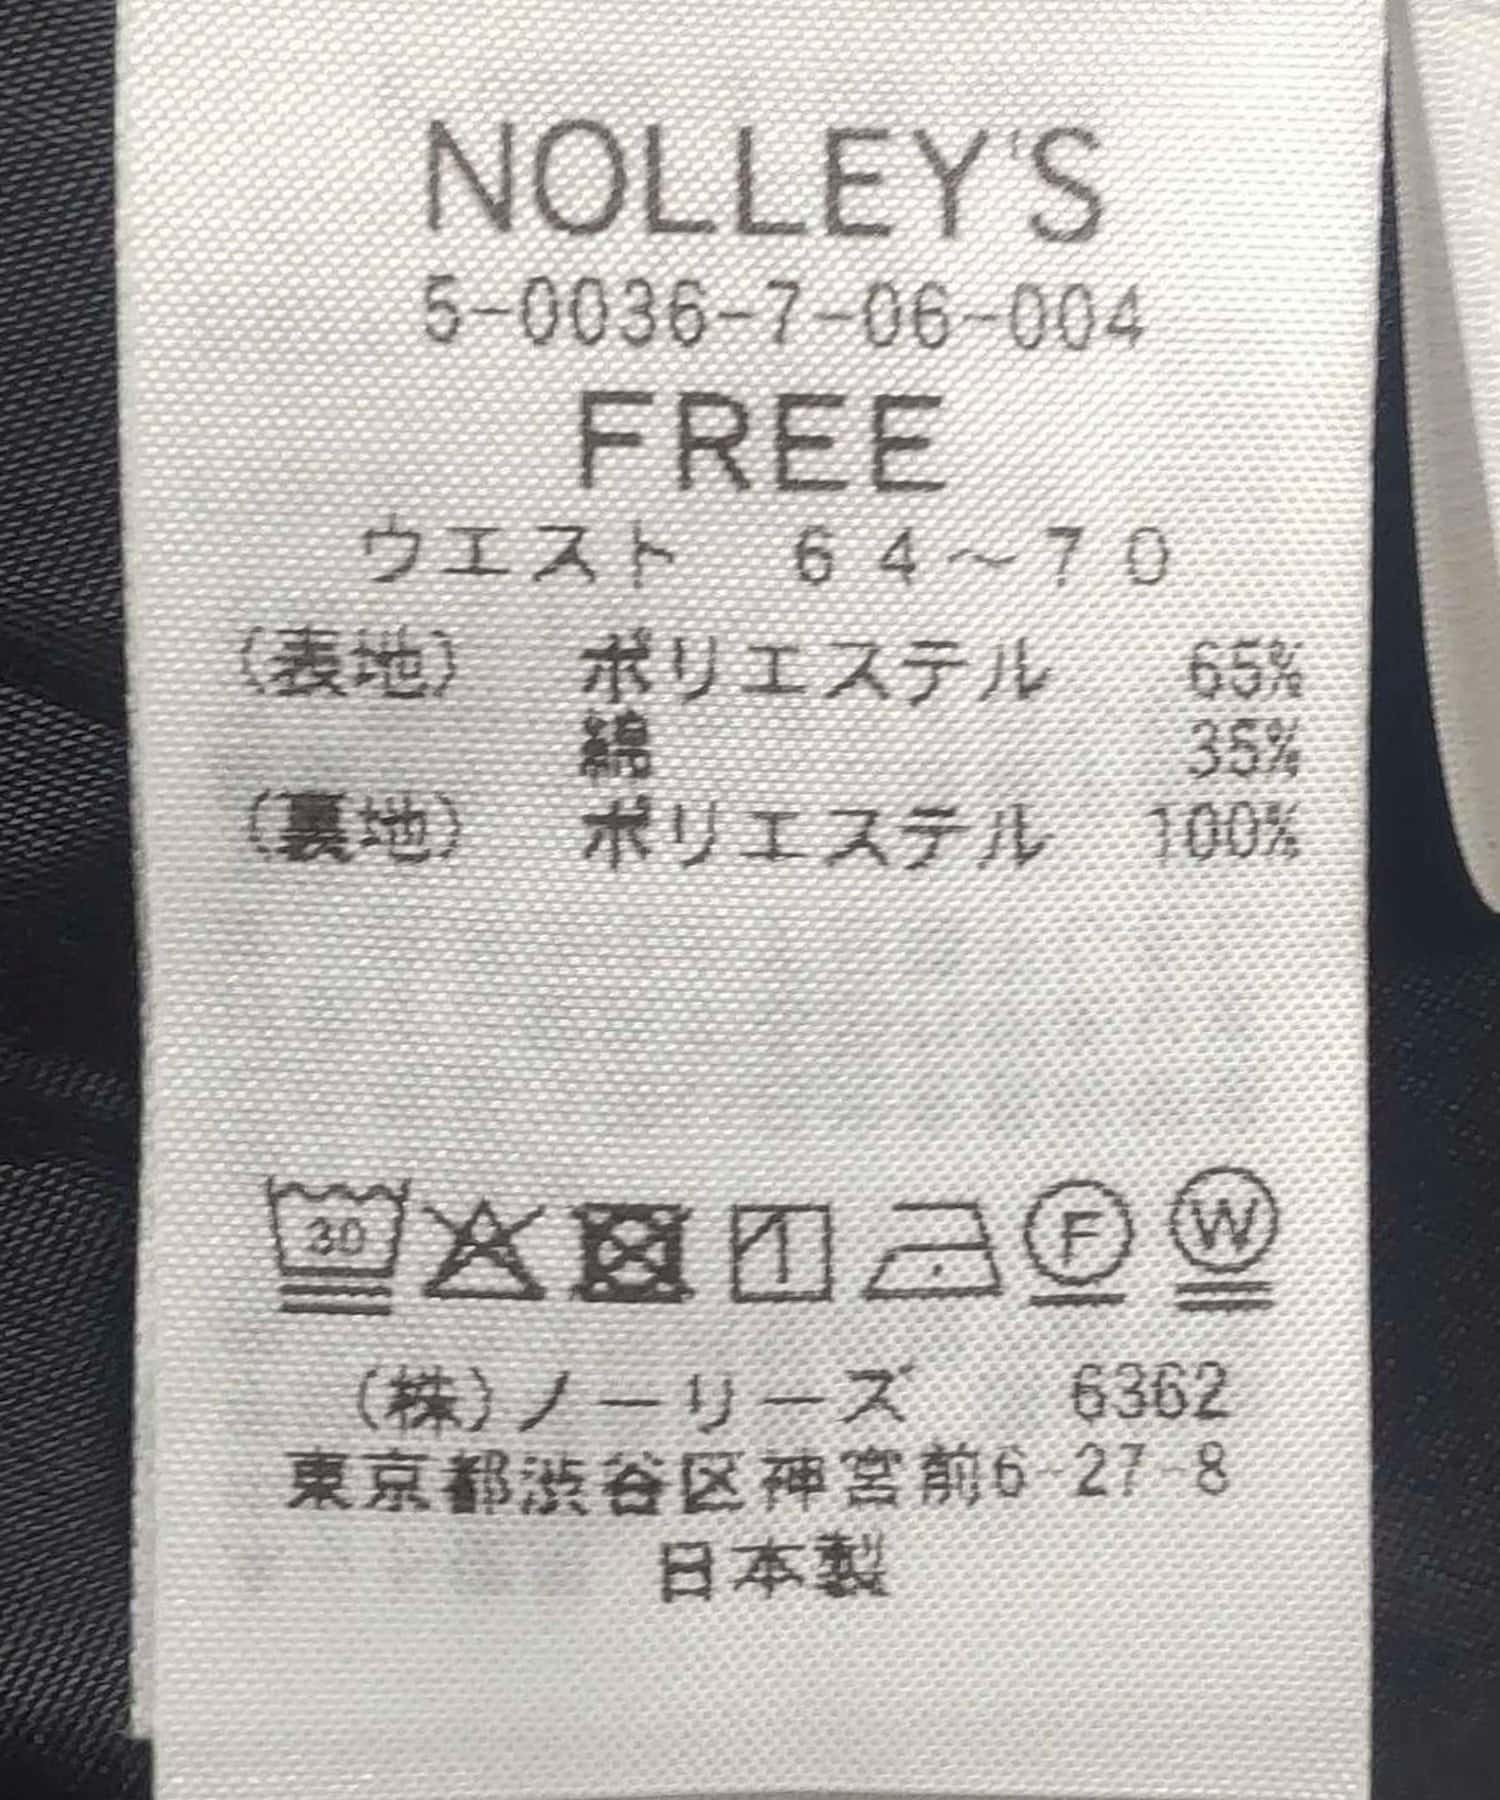 NOLLEY'S
5-0036-7-06-004
FREE
ウエスト　64〜70
(表地)　ポリエステル　65%
綿　35%
(裏地)　ポリエステル　100%
30　F　W
(株)ノーリーズ　6362
東京都渋谷区神宮前6-27-8
日本製